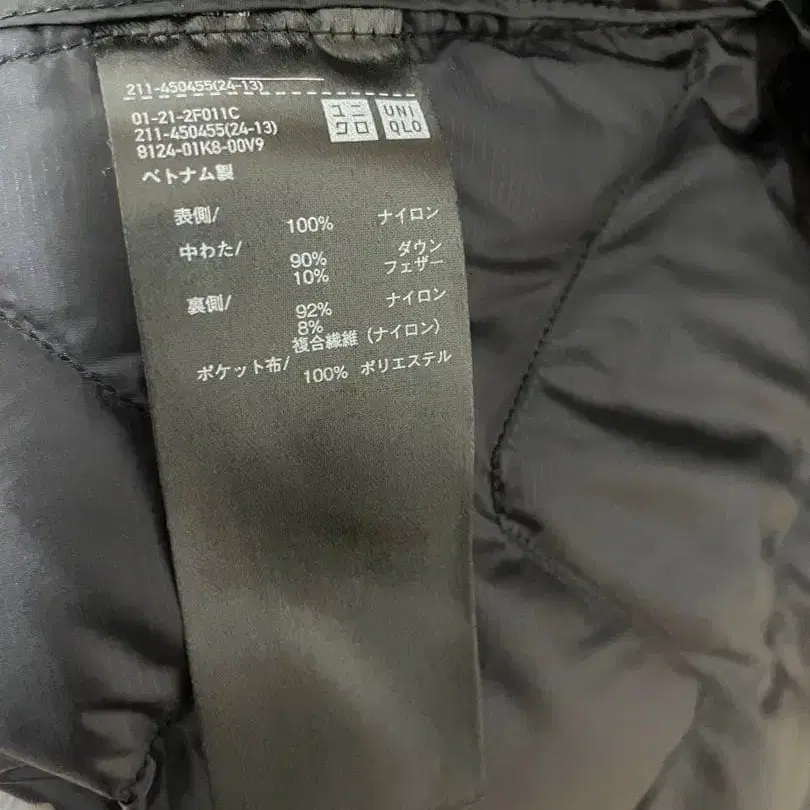 211-450455(24-13)
01-21-2F011C
211-450455(24-13)
8124-01K8-00V9
ユニ
クロ
UNI
QLO
ベトナム製
表側/ 100% ナイロン
中わた/ 90% ダウン
10% フェザー
裏側/ 92% ナイロン
8%
複合繊維(ナイロン)
ポケット布/ 100% ポリエステル